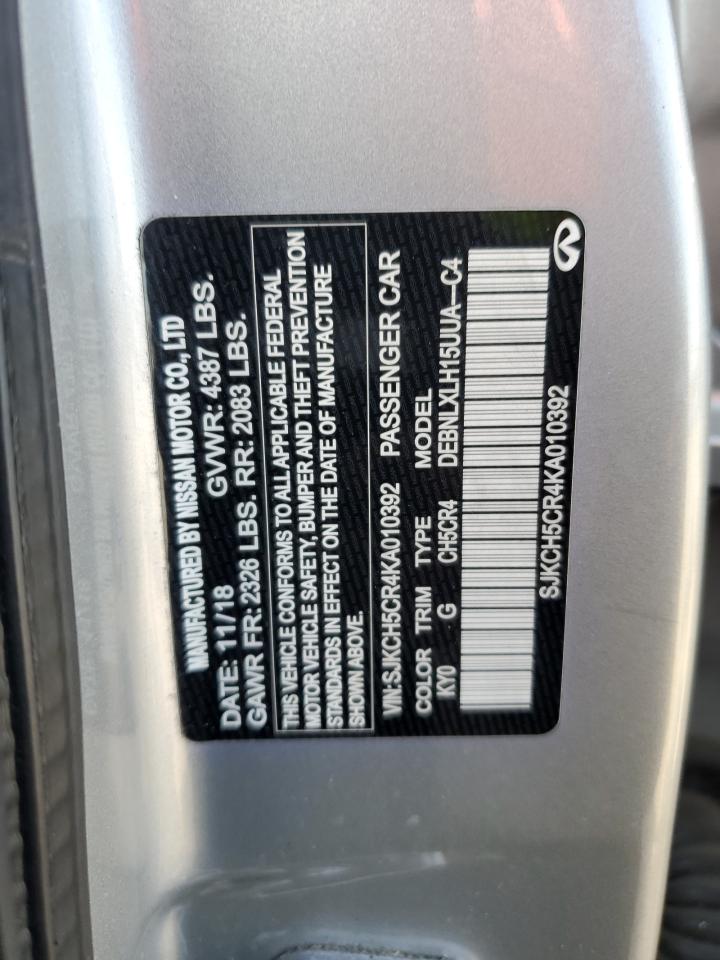 MANUFACTURED BY NISSAN MOTOR CO., LTD
DATE: 11/18 GVWR: 4387 LBS.
GAWR FR: 2326 LBS. RR: 2083 LBS.
THIS VEHICLE CONFORMS TO ALL APPLICABLE FEDERAL
MOTOR VEHICLE SAFETY, BUMPER AND THEFT PREVENTION
STANDARDS IN EFFECT ON THE DATE OF MANUFACTURE
SHOWN ABOVE.
VIN: SJKCH5CR4KA010392 PASSENGER CAR
COLOR TRIM TYPE MODEL
KY0 G CH5CR4 DEBNLXLH15UUA—C4
SJKCH5CR4KA010392